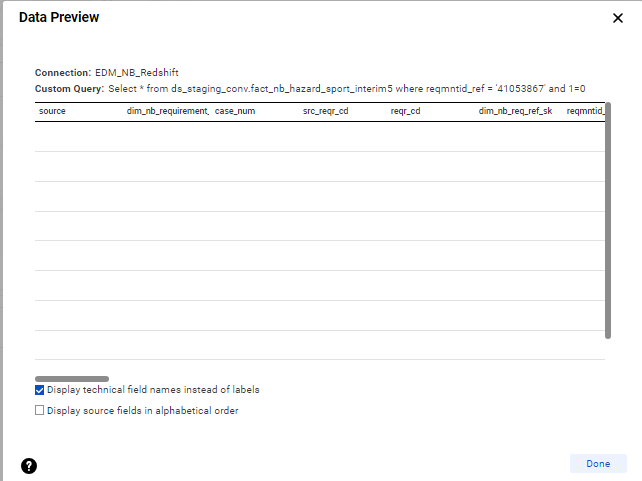 Data Preview
Connection: EDM_NB_Redshift
Custom Query: Select * from ds_staging_conv.fact_nb_hazard_sport_interim5 where reqmntid_ref = '41053867' and 1=0
source dim_nb_requirement_ case_num src_reqr_cd reqr_cd dim_nb_req_ref_sk reqmntid_
Display technical field names instead of labels
Display source fields in alphabetical order
?
Done